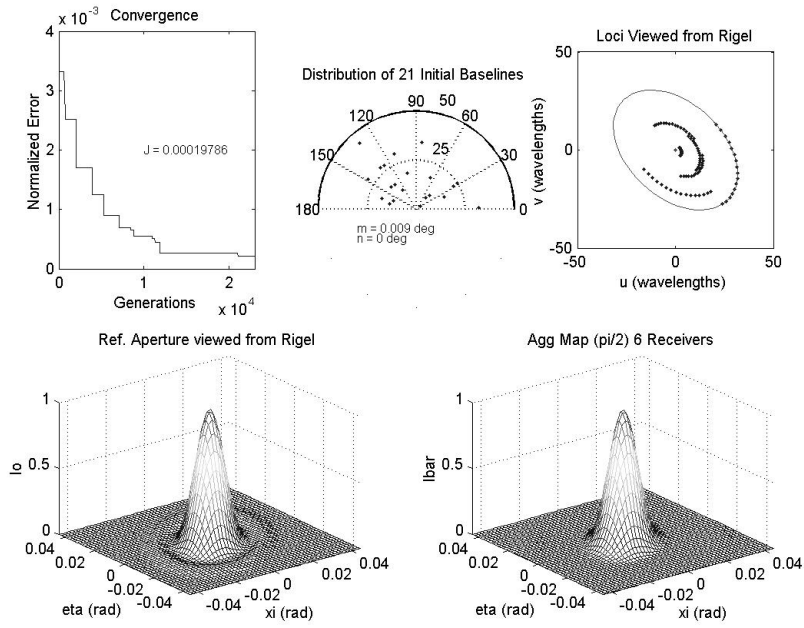 x 10^-3
Convergence
4
3
2
1
0
Normalized Error
J = 0.00019786
0
1
2
Generations
x 10^4
Distribution of 21 Initial Baselines
90
50
120
60
150
25
30
180
0
m = 0.009 deg
n = 0 deg
Loci Viewed from Rigel
50
0
-50
v (wavelengths)
-50
0
50
u (wavelengths)
Ref. Aperture viewed from Rigel
1
0.5
0
Io
0.04
0.02
0
-0.02
-0.04
eta (rad)
-0.04
-0.02
0
0.02
0.04
xi (rad)
Agg Map (pi/2) 6 Receivers
1
0.5
0
Ibar
0.04
0.02
0
-0.02
-0.04
eta (rad)
-0.04
-0.02
0
0.02
0.04
xi (rad)